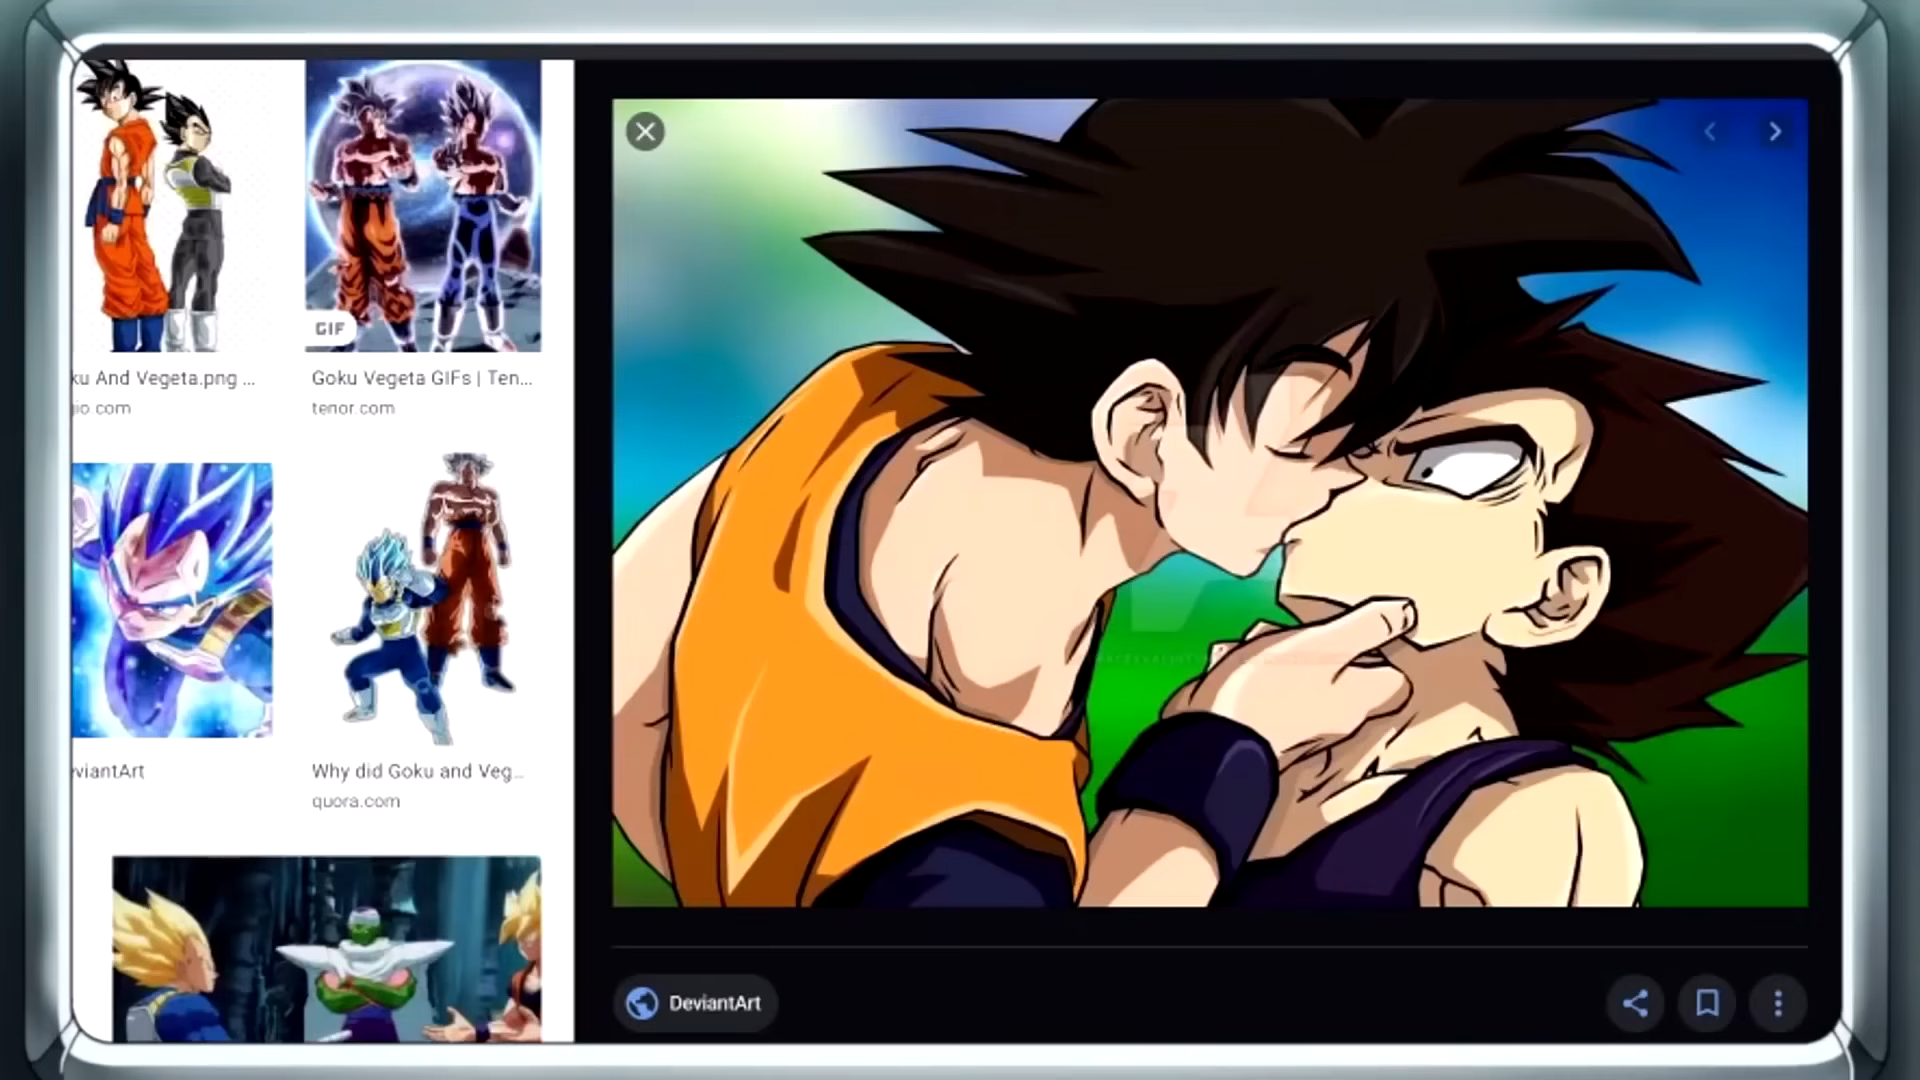 ku And Vegeta.png ...
io.com
GIF
Goku Vegeta GIFs | Ten...
tenor.com
viantArt
Why did Goku and Veg...
quora.com
DeviantArt